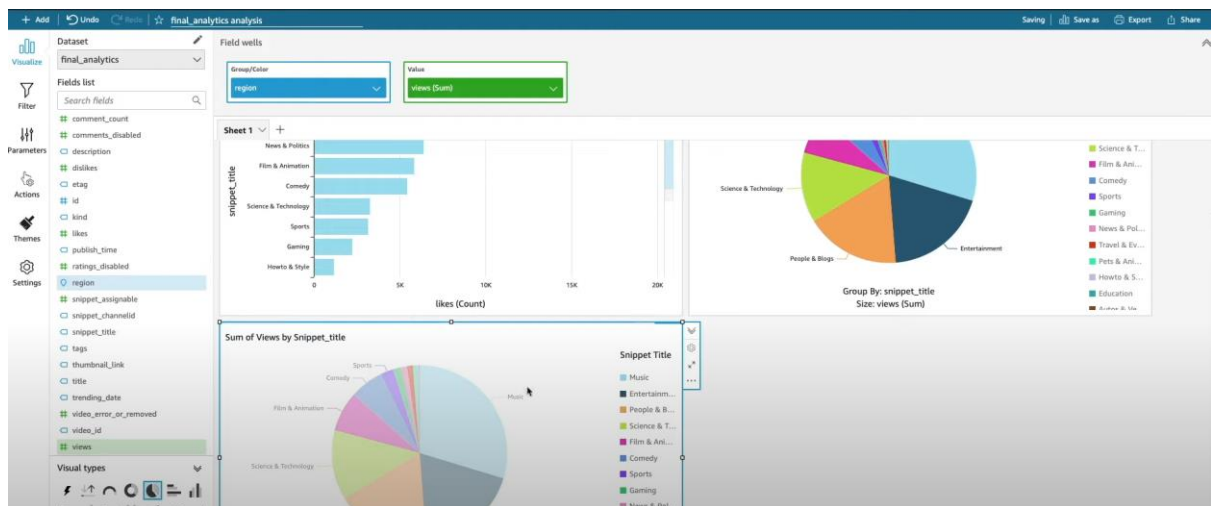 + Add Undo Redo final_analytics analysis Saving Save as Export Share
Visualize
Filter
Parameters
Actions
Themes
Settings
Dataset
final_analytics
Fields list
Search fields
comment_count
comments_disabled
description
dislikes
etag
id
kind
likes
publish_time
ratings_disabled
region
snippet_assignable
snippet_channelid
snippet_title
tags
thumbnail_link
title
trending_date
video_error_or_removed
video_id
views
Visual types
Field wells
Group/Color
region
Value
views (Sum)
Sheet 1 +
snippet_title
News & Politics
Film & Animation
Comedy
Science & Technology
Sports
Gaming
Howto & Style
0 5K 10K 15K 20K
likes (Count)
Science & Technology
People & Blogs
Entertainment
Group By: snippet_title
Size: views (Sum)
Science & T...
Film & Ani...
Comedy
Sports
Gaming
News & Pol...
Travel & Ev...
Pets & Ani...
Howto & S...
Education
Sum of Views by Snippet_title
Sports
Comedy
Film & Animation
Science & Technology
Music
Snippet Title
Music
Entertainm...
People & B...
Science & T...
Film & Ani...
Comedy
Sports
Gaming